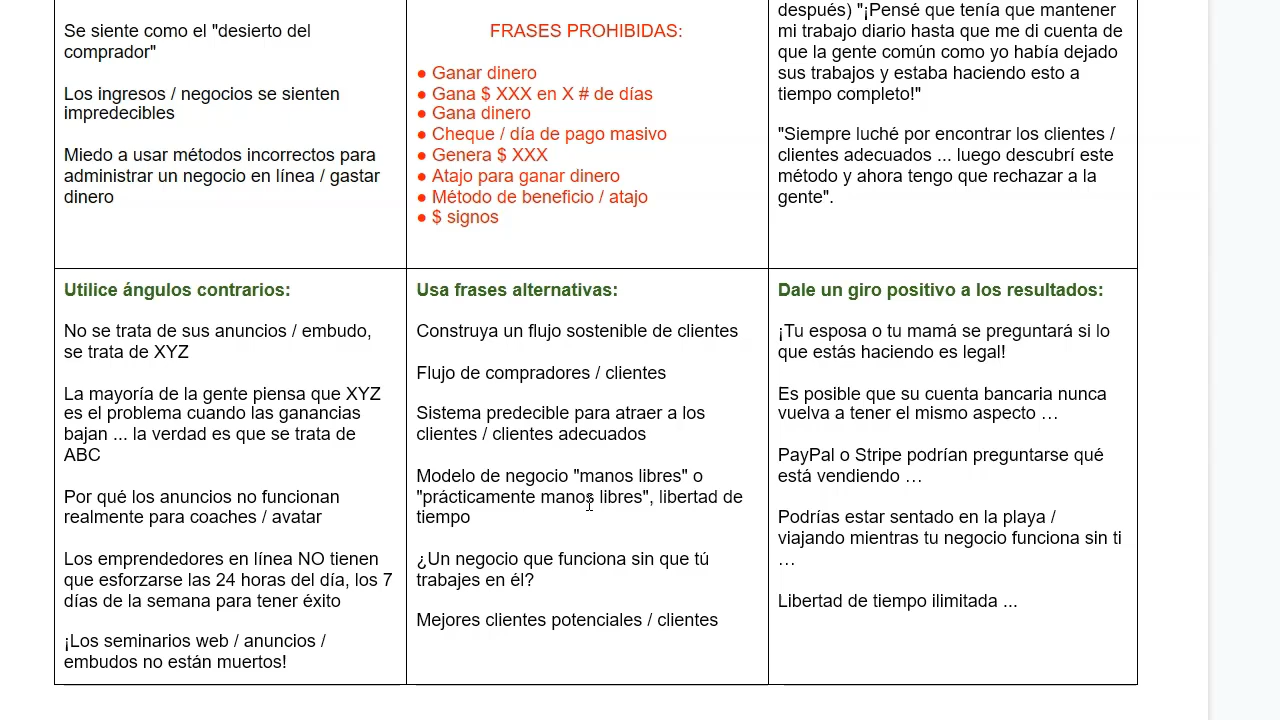 Se siente como el "desierto del
comprador"
Los ingresos / negocios se sienten
impredecibles
Miedo a usar métodos incorrectos para
administrar un negocio en línea / gastar
dinero
FRASES PROHIBIDAS:
● Ganar dinero
● Gana $ XXX en X # de días
● Gana dinero
● Cheque / día de pago masivo
● Genera $ XXX
● Atajo para ganar dinero
● Método de beneficio / atajo
● $ signos
después) "¡Pensé que tenía que mantener
mi trabajo diario hasta que me di cuenta de
que la gente común como yo había dejado
sus trabajos y estaba haciendo esto a
tiempo completo!"
"Siempre luché por encontrar los clientes /
clientes adecuados ... luego descubrí este
método y ahora tengo que rechazar a la
gente".
Utilice ángulos contrarios:
No se trata de sus anuncios / embudo,
se trata de XYZ
La mayoría de la gente piensa que XYZ
es el problema cuando las ganancias
bajan ... la verdad es que se trata de
ABC
Por qué los anuncios no funcionan
realmente para coaches / avatar
Los emprendedores en línea NO tienen
que esforzarse las 24 horas del día, los 7
días de la semana para tener éxito
¡Los seminarios web / anuncios /
embudos no están muertos!
Usa frases alternativas:
Construya un flujo sostenible de clientes
Flujo de compradores / clientes
Sistema predecible para atraer a los
clientes / clientes adecuados
Modelo de negocio "manos libres" o
"prácticamente manos libres", libertad de
tiempo
¿Un negocio que funciona sin que tú
trabajes en él?
Mejores clientes potenciales / clientes
Dale un giro positivo a los resultados:
¡Tu esposa o tu mamá se preguntará si lo
que estás haciendo es legal!
Es posible que su cuenta bancaria nunca
vuelva a tener el mismo aspecto …
PayPal o Stripe podrían preguntarse qué
está vendiendo …
Podrías estar sentado en la playa /
viajando mientras tu negocio funciona sin ti
…
Libertad de tiempo ilimitada ...